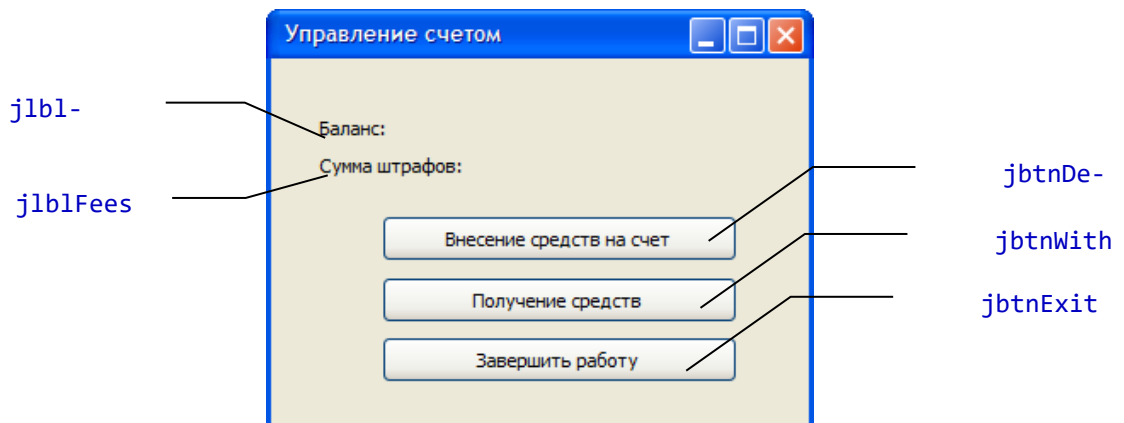 Управление счетом
jlbl-
Баланс:
Сумма штрафов:
jbtnDe-
jlblFees
Внесение средств на счет
jbtnWith
Получение средств
jbtnExit
Завершить работу